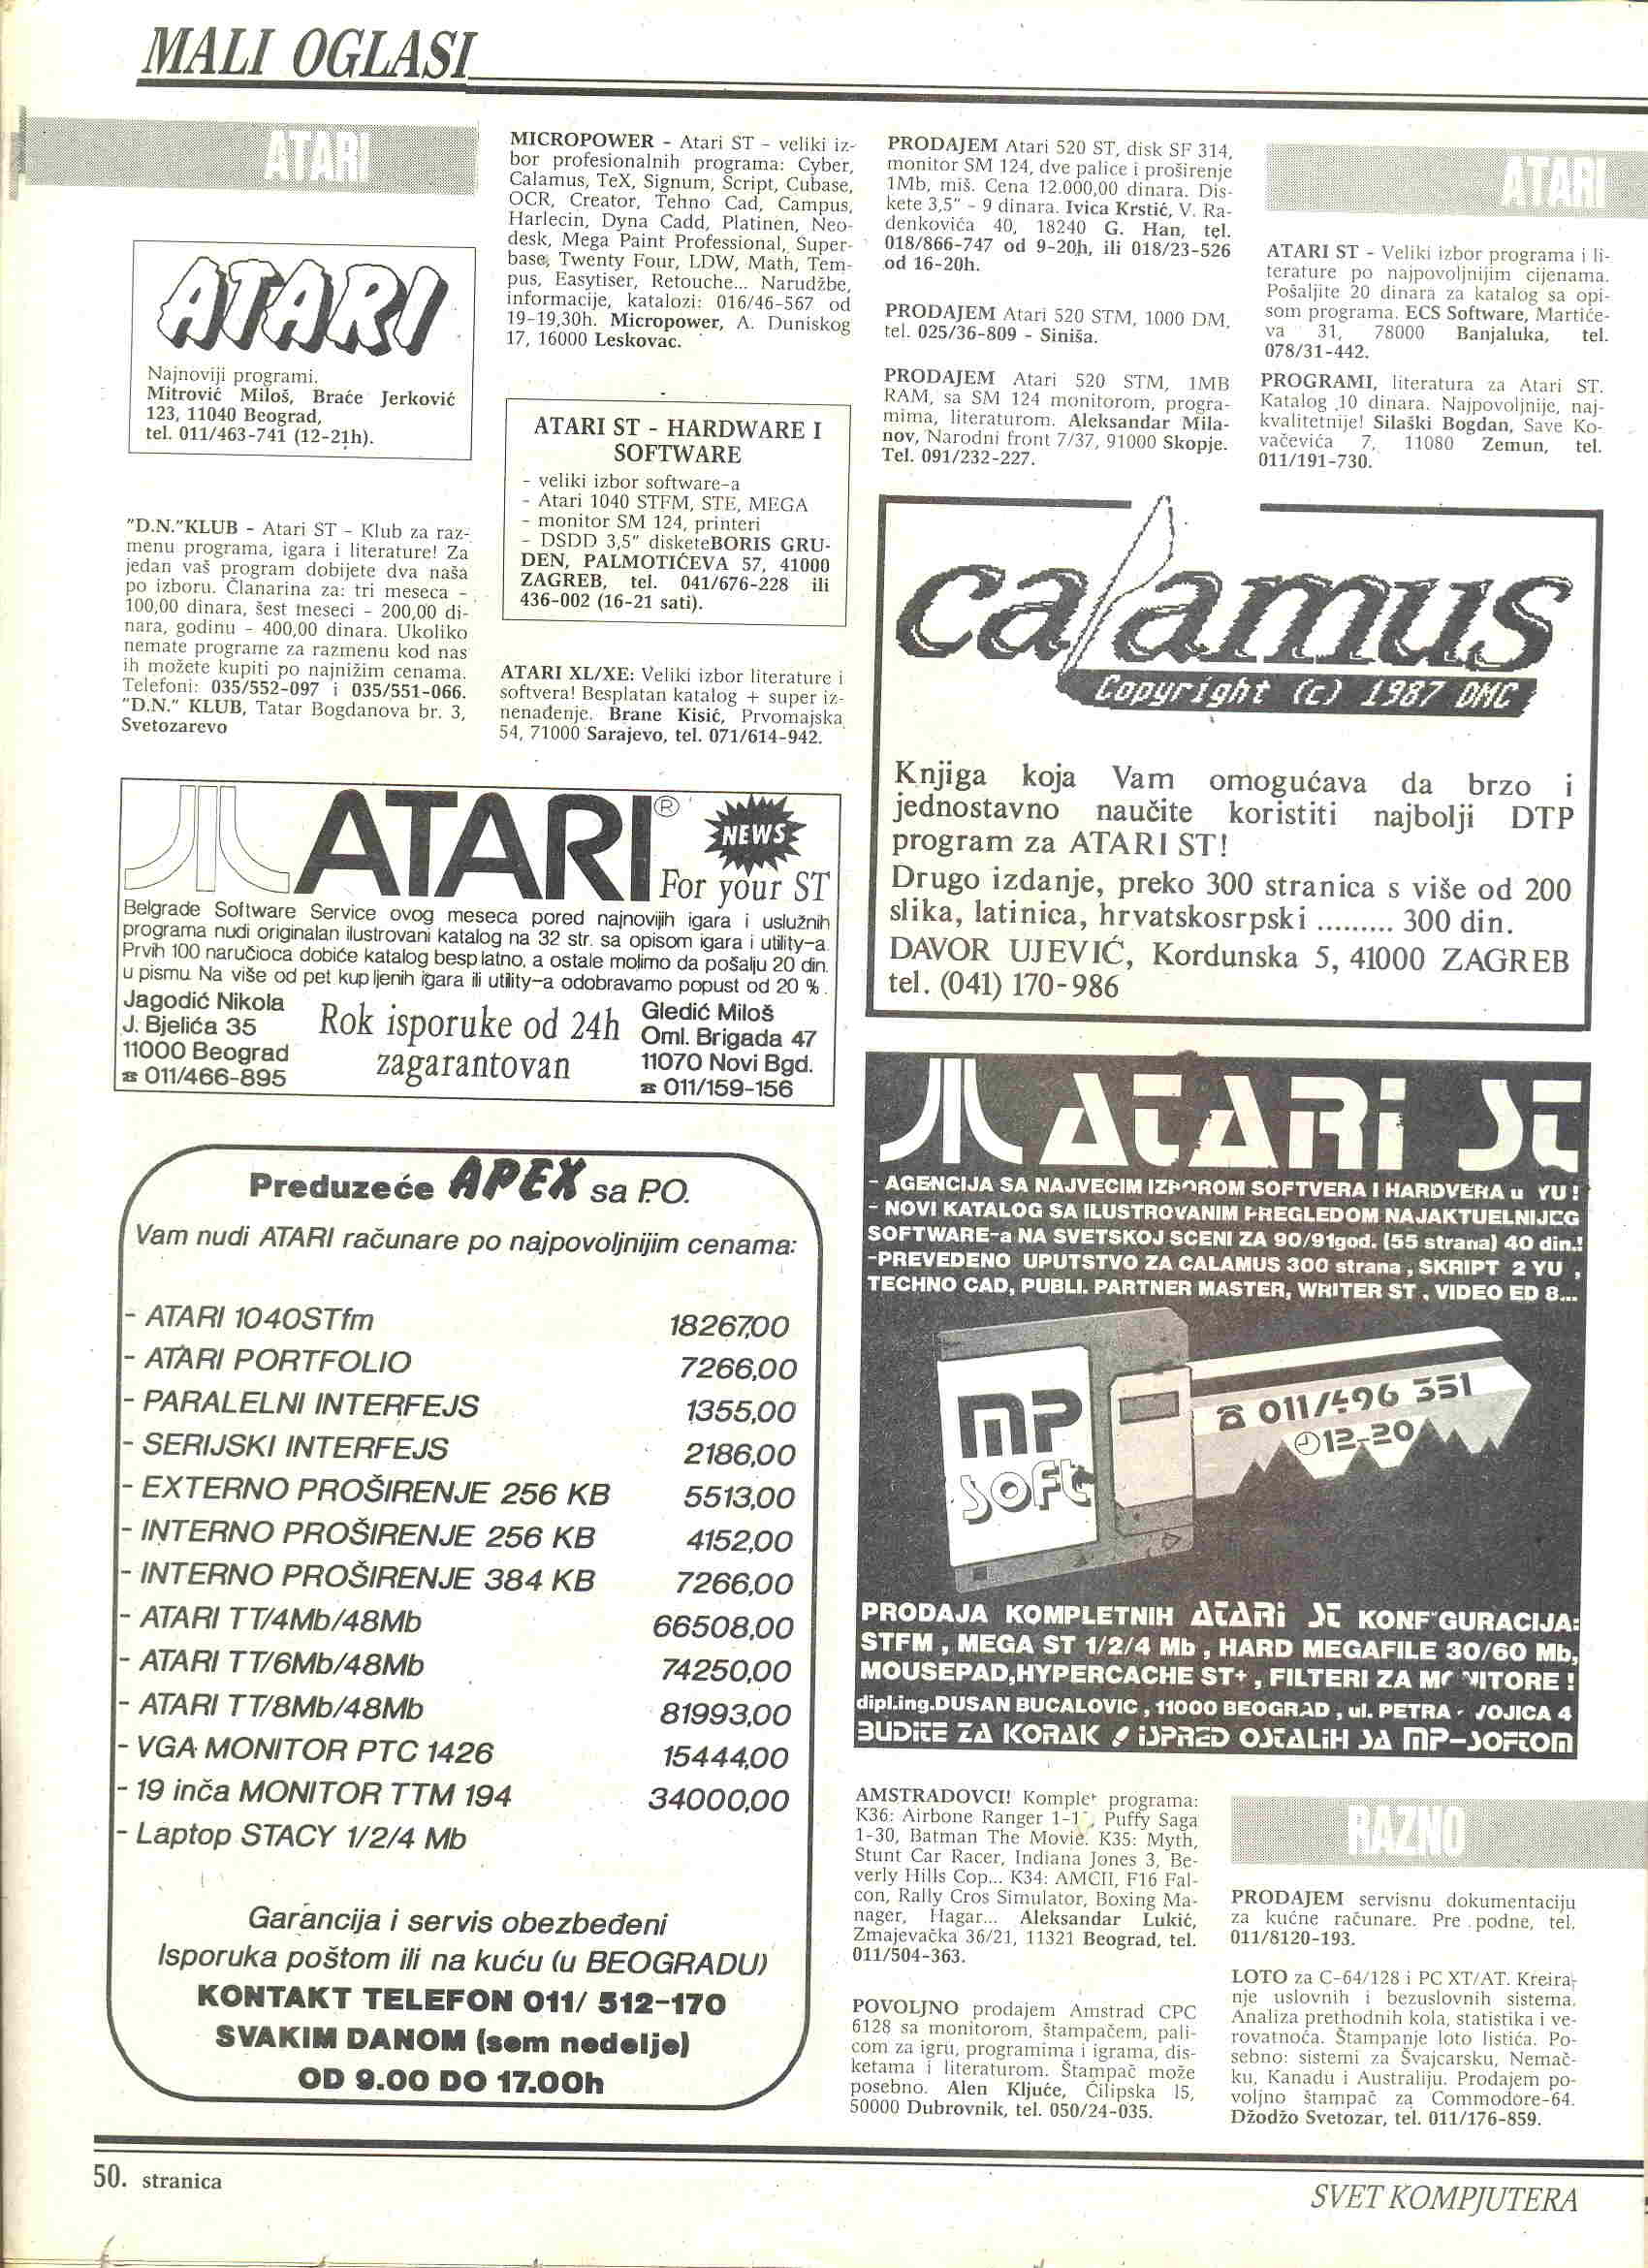 MALI OGLASI
ATARI
ATARI
Najnoviji programi.
Mitrović Miloš, Braće Jerković
123, 11040 Beograd,
tel. 011/463-741 (12-21h).
"D.N."KLUB - Atari ST - Klub za raz-
menu programa, igara i literature! Za
jedan vaš program dobijete dva naša
po izboru. Članarina za: tri meseca -
100,00 dinara, šest meseci - 200,00 di-
nara, godinu - 400,00 dinara. Ukoliko
nemate programe za razmenu kod nas
ih možete kupiti po najnižim cenama.
Telefoni: 035/552-097 i 035/551-066.
"D.N." KLUB, Tatar Bogdanova br. 3,
Svetozarevo
MICROPOWER - Atari ST - veliki iz-
bor profesionalnih programa: Cyber,
Calamus, TeX, Signum, Script, Cubase,
OCR, Creator, Tehno Cad, Campus,
Harlecin, Dyna Cadd, Platinen, Neo-
desk, Mega Paint Professional, Super-
base, Twenty Four, LDW, Math, Tem-
pus, Easytiser, Retouche... Narudžbe,
informacije, katalozi: 016/46-567 od
19-19,30h. Micropower, A. Duniskog
17, 16000 Leskovac.
ATARI ST - HARDWARE I
SOFTWARE
- veliki izbor software-a
- Atari 1040 STFM, STE, MEGA
- monitor SM 124, printeri
- DSDD 3,5" disketeBORIS GRU-
DEN, PALMOTIĆEVA 57, 41000
ZAGREB, tel. 041/676-228 ili
436-002 (16-21 sati).
ATARI XL/XE: Veliki izbor literature i
softvera! Besplatan katalog + super iz-
nenađenje. Brane Kisić, Prvomajska
54, 71000 Sarajevo, tel. 071/614-942.
ATARI® NEWS
For your ST
Belgrade Software Service ovog meseca pored najnovijih igara i uslužnih
programa nudi originalan ilustrovani katalog na 32 str. sa opisom igara i utility-a.
Prvih 100 naručioca dobiće katalog besplatno, a ostale molimo da pošalju 20 din.
u pismu. Na više od pet kupljenih igara ili utility-a odobravamo popust od 20 %.
Jagodić Nikola
J. Bjelića 35
11000 Beograd
☎ 011/466-895
Rok isporuke od 24h
zagarantovan
Gledić Miloš
Oml. Brigada 47
11070 Novi Bgd.
☎ 011/159-156
Preduzeće APEX sa P.O.
Vam nudi ATARI računare po najpovoljnijim cenama:
- ATARI 1040STfm 18267,00
- ATARI PORTFOLIO 7266,00
- PARALELNI INTERFEJS 1355,00
- SERIJSKI INTERFEJS 2186,00
- EXTERNO PROŠIRENJE 256 KB 5513,00
- INTERNO PROŠIRENJE 256 KB 4152,00
- INTERNO PROŠIRENJE 384 KB 7266,00
- ATARI TT/4Mb/48Mb 66508,00
- ATARI TT/6Mb/48Mb 74250,00
- ATARI TT/8Mb/48Mb 81993,00
- VGA MONITOR PTC 1426 15444,00
- 19 inča MONITOR TTM 194 34000,00
- Laptop STACY 1/2/4 Mb
Garancija i servis obezbeđeni
Isporuka poštom ili na kuću (u BEOGRADU)
KONTAKT TELEFON 011/ 512-170
SVAKIM DANOM (sem nedelje)
OD 9.00 DO 17.00h
PRODAJEM Atari 520 ST, disk SF 314,
monitor SM 124, dve palice i proširenje
1Mb, miš. Cena 12.000,00 dinara. Dis-
kete 3,5" - 9 dinara. Ivica Krstić, V. Ra-
denkovića 40, 18240 G. Han, tel.
018/866-747 od 9-20h, ili 018/23-526
od 16-20h.
PRODAJEM Atari 520 STM, 1000 DM,
tel. 025/36-809 - Siniša.
PRODAJEM Atari 520 STM, 1MB
RAM, sa SM 124 monitorom, progra-
mima, literaturom. Aleksandar Mila-
nov, Narodni front 7/37, 91000 Skopje.
Tel. 091/232-227.
ATARI
ATARI ST - Veliki izbor programa i li-
terature po najpovoljnijim cijenama.
Pošaljite 20 dinara za katalog sa opi-
som programa. ECS Software, Martiće-
va 31, 78000 Banjaluka, tel.
078/31-442.
PROGRAMI, literatura za Atari ST.
Katalog 10 dinara. Najpovoljnije, naj-
kvalitetnije! Silaški Bogdan, Save Ko-
vačevića 7, 11080 Zemun, tel.
011/191-730.
calamus
Copyright (c) 1987 DMC
Knjiga koja Vam omogućava da brzo i
jednostavno naučite koristiti najbolji DTP
program za ATARI ST!
Drugo izdanje, preko 300 stranica s više od 200
slika, latinica, hrvatskosrpski .......... 300 din.
DAVOR UJEVIĆ, Kordunska 5, 41000 ZAGREB
tel. (041) 170-986
ATARI ST
- AGENCIJA SA NAJVECIM IZBOROM SOFTVERA I HARDVERA u YU!
- NOVI KATALOG SA ILUSTROVANIM PREGLEDOM NAJAKTUELNIJEG
SOFTWARE-a NA SVETSKOJ SCENI ZA 90/91god. (55 strana) 40 din.!
-PREVEDENO UPUTSTVO ZA CALAMUS 300 strana, SKRIPT 2 YU,
TECHNO CAD, PUBLI. PARTNER MASTER, WRITER ST, VIDEO ED 8...
MP SOFT
☎ 011/496 351
12-20
PRODAJA KOMPLETNIH ATARI ST KONFIGURACIJA:
STFM, MEGA ST 1/2/4 Mb, HARD MEGAFILE 30/60 Mb,
MOUSEPAD,HYPERCACHE ST+, FILTERI ZA MONITORE!
dipl.ing.DUSAN BUCALOVIC, 11000 BEOGRAD, ul. PETRA 4
BUDITE ZA KORAK ISPRED OSTALIH SA MP-SOFTOM
AMSTRADOVCI! Komplet programa:
K36: Airbone Ranger Puffy Saga
1-30, Batman The Movie. K35: Myth,
Stunt Car Racer, Indiana Jones 3, Be-
verly Hills Cop... K34: AMCII, F16 Fal-
con, Rally Cros Simulator, Boxing Ma-
nager, Hagar... Aleksandar Lukić,
Zmajevačka 36/21, 11321 Beograd, tel.
011/504-363.
POVOLJNO prodajem Amstrad CPC
6128 sa monitorom, štampačem, pali-
com za igru, programima i igrama, dis-
ketama i literaturom. Štampač može
posebno. Alen Kljuće, Čilipska 15,
50000 Dubrovnik, tel. 050/24-035.
RAZNO
PRODAJEM servisnu dokumentaciju
za kućne računare. Pre podne, tel.
011/8120-193.
LOTO za C-64/128 i PC XT/AT. Kreira-
nje uslovnih i bezuslovnih sistema.
Analiza prethodnih kola, statistika i ve-
rovatnoća. Štampanje loto listića. Po-
sebno: sistemi za Švajcarsku, Nemač-
ku, Kanadu i Australiju. Prodajem po-
voljno štampač za Commodore-64.
Džodžo Svetozar, tel. 011/176-859.
50. stranica
SVET KOMPJUTERA